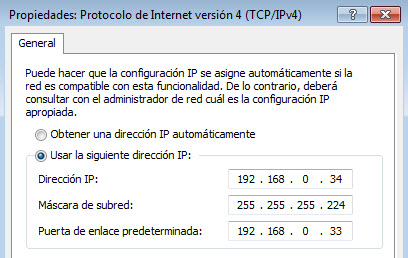 Propiedades: Protocolo de Internet versión 4 (TCP/IPv4)
General
Puede hacer que la configuración IP se asigne automáticamente si la
red es compatible con esta funcionalidad. De lo contrario, deberá
consultar con el administrador de red cuál es la configuración IP
apropiada.
Obtener una dirección IP automáticamente
Usar la siguiente dirección IP:
Dirección IP: 192 . 168 . 0 . 34
Máscara de subred: 255 . 255 . 255 . 224
Puerta de enlace predeterminada: 192 . 168 . 0 . 33